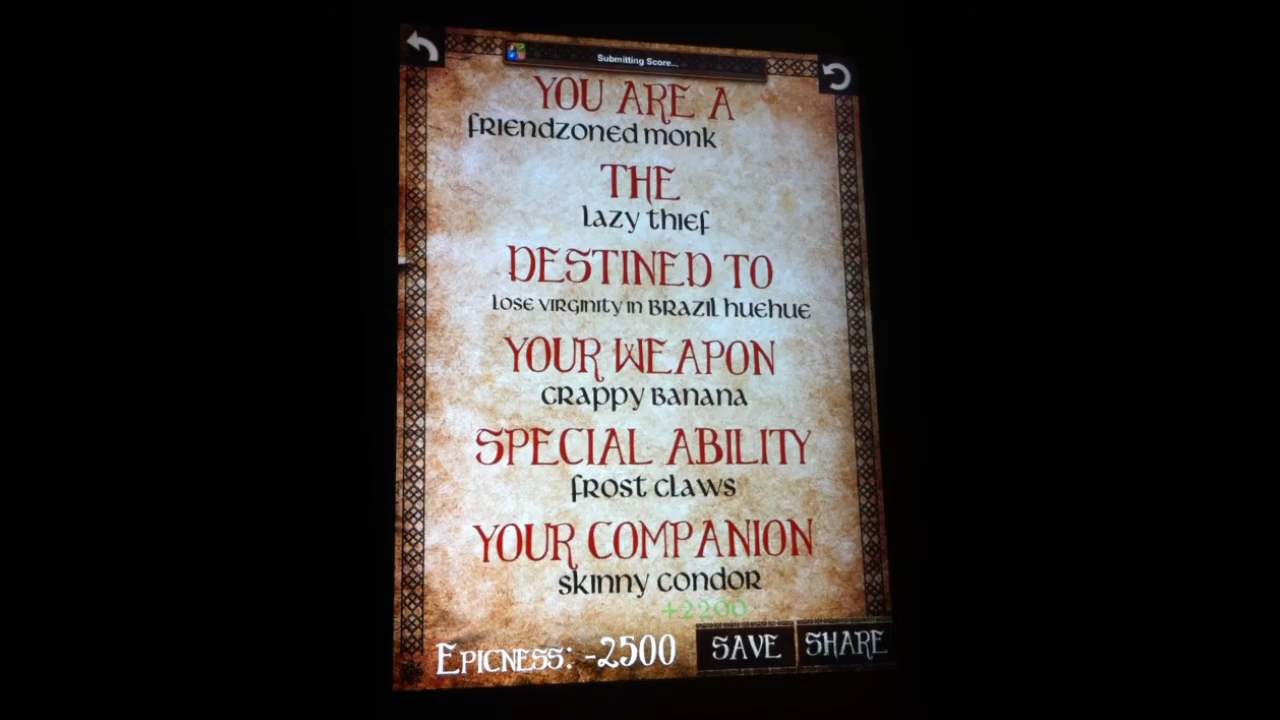 Submitting Score...
YOU ARE A
friendzoned monk
THE
lazy thief
DESTINED TO
lose virginity in Brazil huehue
YOUR WEAPON
crappy banana
SPECIAL ABILITY
frost claws
YOUR COMPANION
skinny condor
+2200
Epicness: -2500 SAVE SHARE